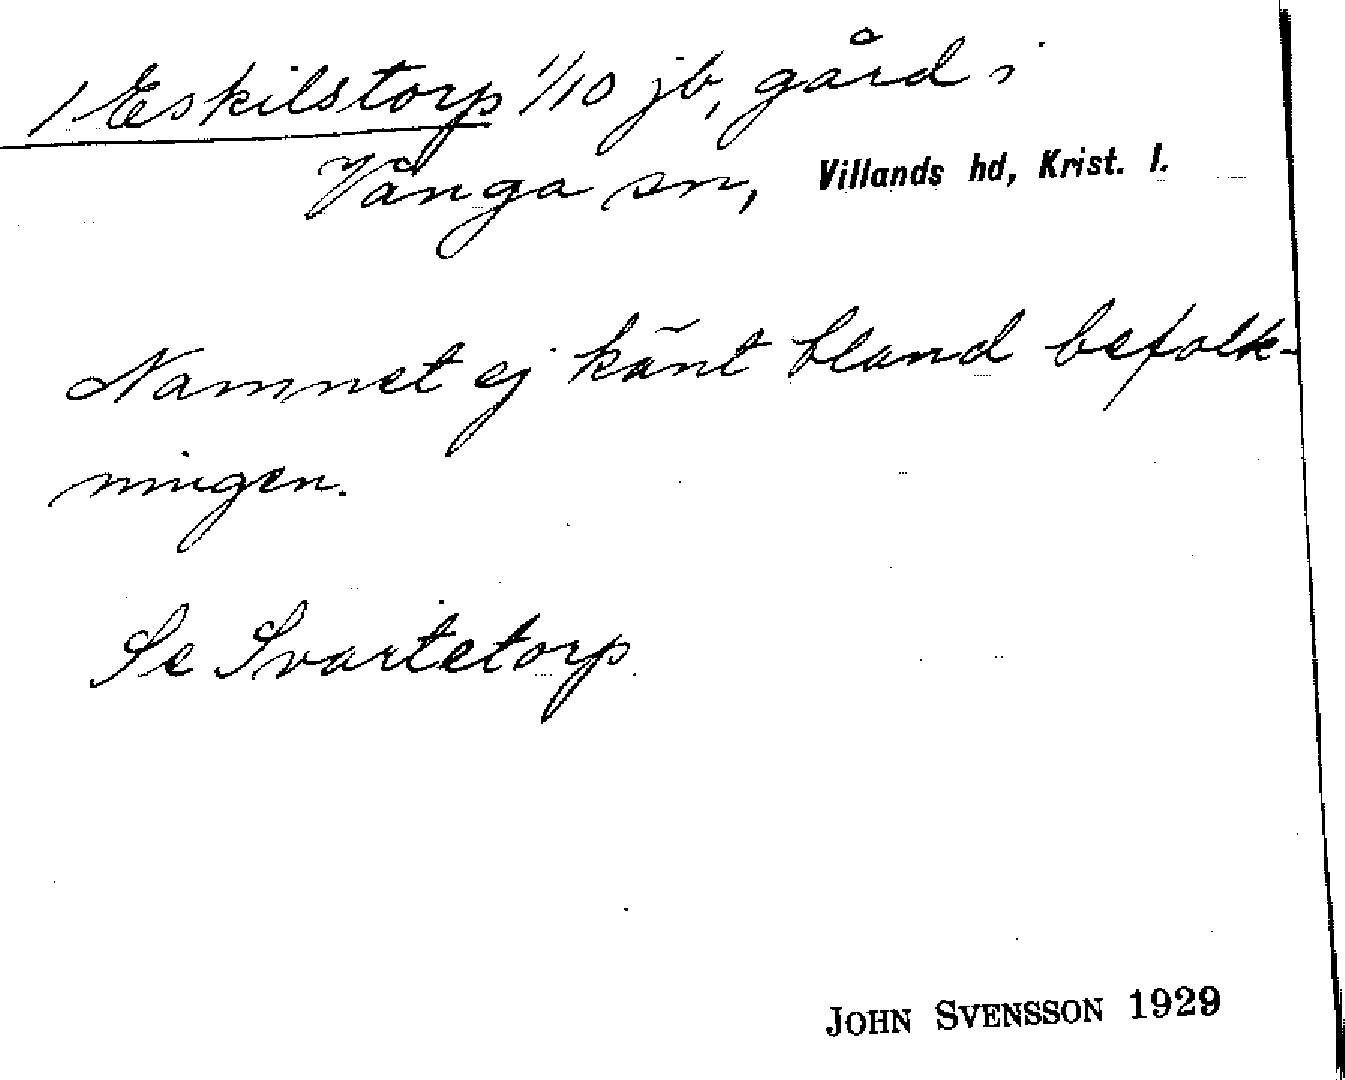 / Eskilstorp 1/10 jb, gård i
Vånga sn, Villands hd, Krist. l.
Namnet ej känt bland befolk-
ningen.
Se Svartetorp.
JOHN SVENSSON 1929